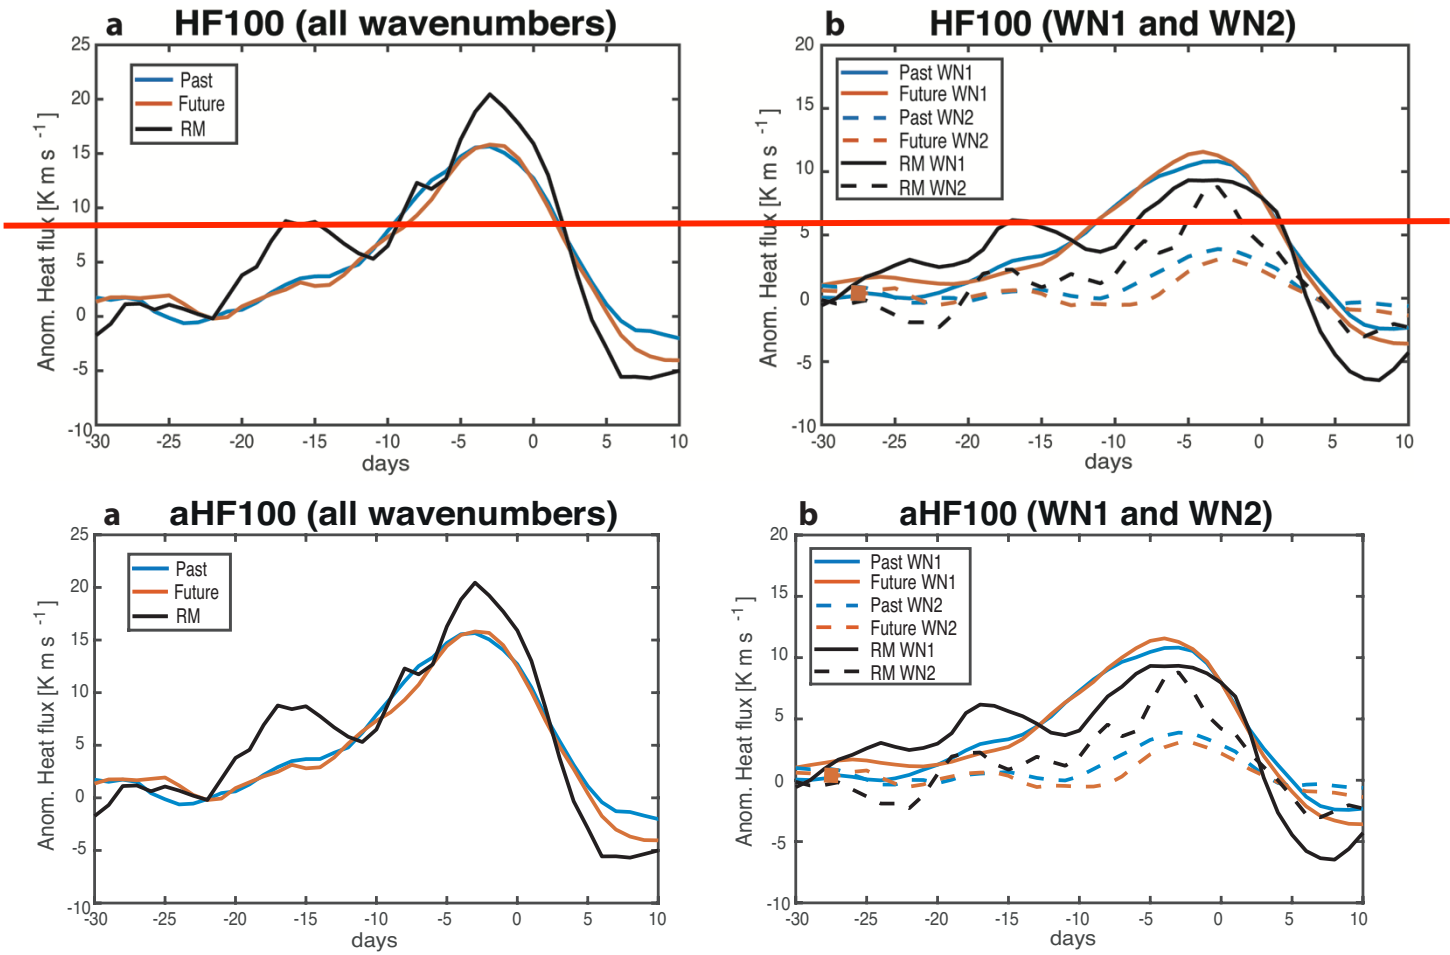 a HF100 (all wavenumbers)
25
20
15
10
5
0
-5
-10
Anom. Heat flux [K m s -1 ]
Past
Future
RM
-30 -25 -20 -15 -10 -5 0 5 10
days
b HF100 (WN1 and WN2)
20
15
10
5
0
-5
-10
Anom. Heat flux [K m s -1 ]
Past WN1
Future WN1
Past WN2
Future WN2
RM WN1
RM WN2
-30 -25 -20 -15 -10 -5 0 5 10
days
a aHF100 (all wavenumbers)
25
20
15
10
5
0
-5
-10
Anom. Heat flux [K m s -1 ]
Past
Future
RM
-30 -25 -20 -15 -10 -5 0 5 10
days
b aHF100 (WN1 and WN2)
20
15
10
5
0
-5
-10
Anom. Heat flux [K m s -1 ]
Past WN1
Future WN1
Past WN2
Future WN2
RM WN1
RM WN2
-30 -25 -20 -15 -10 -5 0 5 10
days